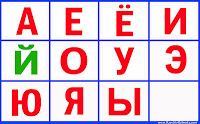 А Е Ё И
Й О У Э
Ю Я Ы